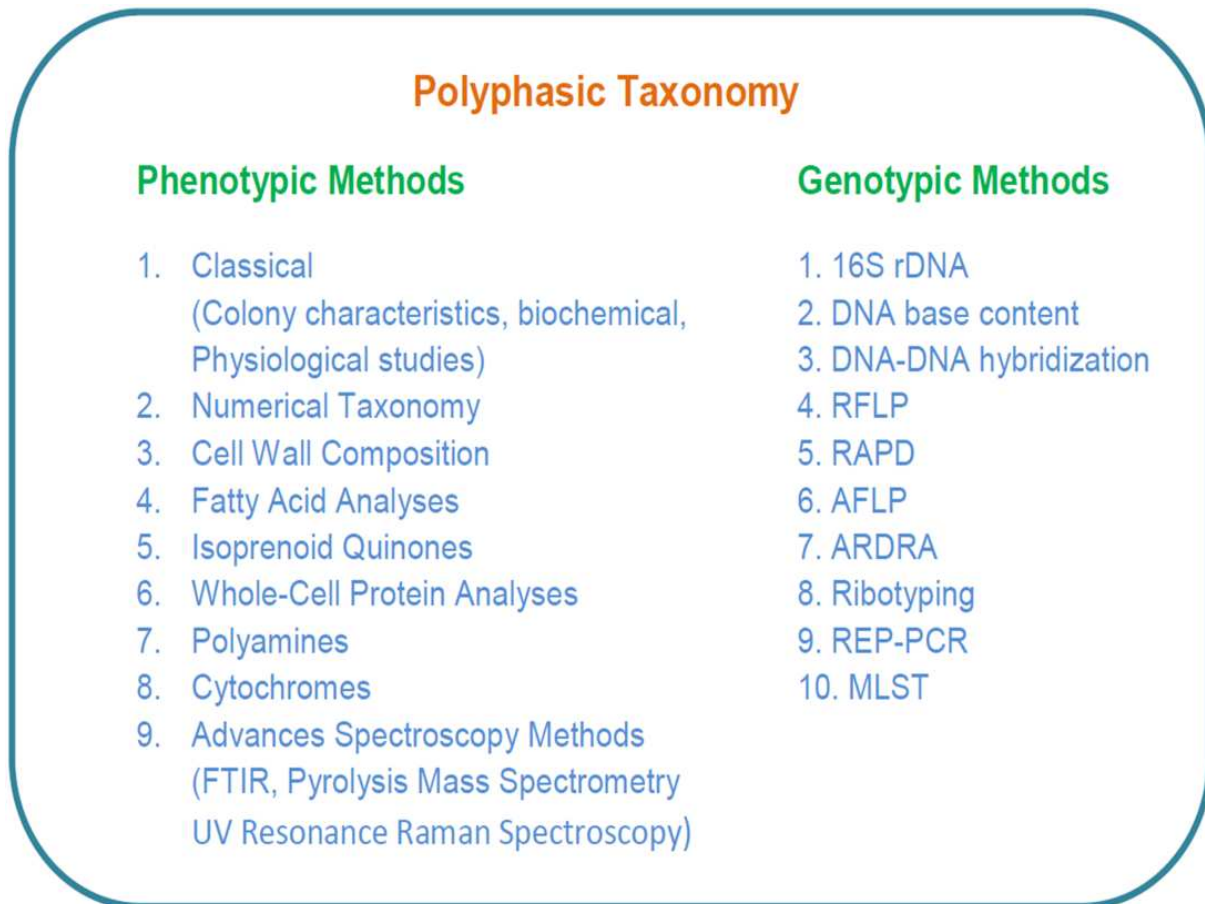 Polyphasic Taxonomy
Phenotypic Methods
1. Classical
(Colony characteristics, biochemical,
Physiological studies)
2. Numerical Taxonomy
3. Cell Wall Composition
4. Fatty Acid Analyses
5. Isoprenoid Quinones
6. Whole-Cell Protein Analyses
7. Polyamines
8. Cytochromes
9. Advances Spectroscopy Methods
(FTIR, Pyrolysis Mass Spectrometry
UV Resonance Raman Spectroscopy)
Genotypic Methods
1. 16S rDNA
2. DNA base content
3. DNA-DNA hybridization
4. RFLP
5. RAPD
6. AFLP
7. ARDRA
8. Ribotyping
9. REP-PCR
10. MLST